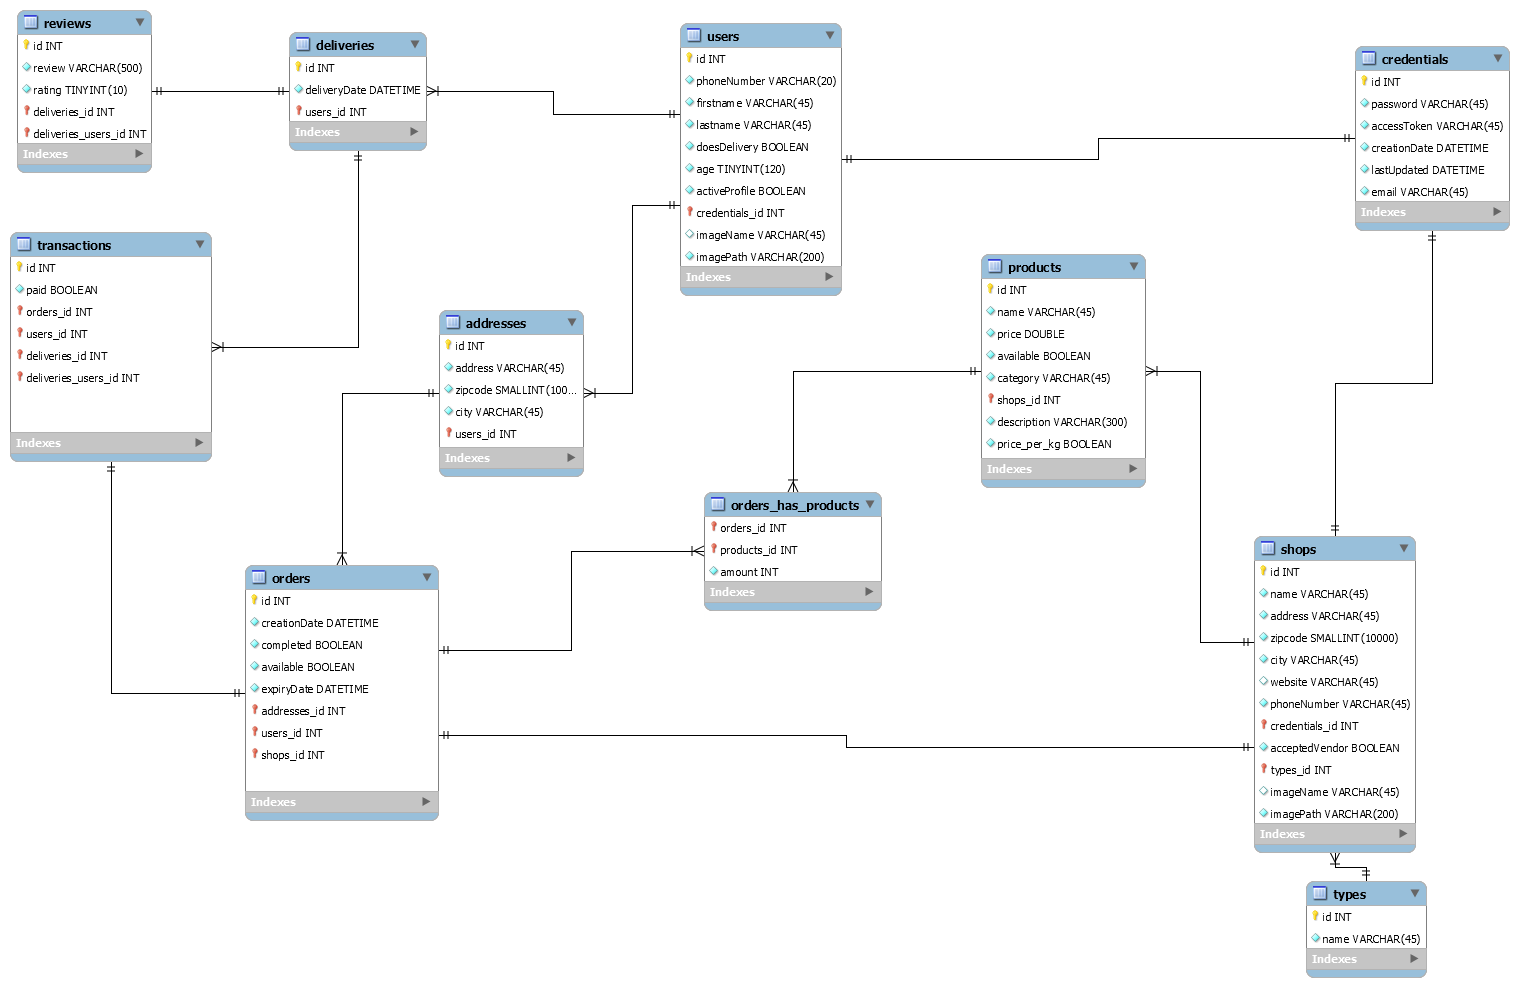 reviews
id INT
review VARCHAR(500)
rating TINYINT(10)
deliveries_id INT
deliveries_users_id INT
Indexes
deliveries
id INT
deliveryDate DATETIME
users_id INT
Indexes
users
id INT
phoneNumber VARCHAR(20)
firstname VARCHAR(45)
lastname VARCHAR(45)
doesDelivery BOOLEAN
age TINYINT(120)
activeProfile BOOLEAN
credentials_id INT
imageName VARCHAR(45)
imagePath VARCHAR(200)
Indexes
credentials
id INT
password VARCHAR(45)
accessToken VARCHAR(45)
creationDate DATETIME
lastUpdated DATETIME
email VARCHAR(45)
Indexes
transactions
id INT
paid BOOLEAN
orders_id INT
users_id INT
deliveries_id INT
deliveries_users_id INT
Indexes
addresses
id INT
address VARCHAR(45)
zipcode SMALLINT(100...
city VARCHAR(45)
users_id INT
Indexes
products
id INT
name VARCHAR(45)
price DOUBLE
available BOOLEAN
category VARCHAR(45)
shops_id INT
description VARCHAR(300)
price_per_kg BOOLEAN
Indexes
orders_has_products
orders_id INT
products_id INT
amount INT
Indexes
orders
id INT
creationDate DATETIME
completed BOOLEAN
available BOOLEAN
expiryDate DATETIME
addresses_id INT
users_id INT
shops_id INT
Indexes
shops
id INT
name VARCHAR(45)
address VARCHAR(45)
zipcode SMALLINT(10000)
city VARCHAR(45)
website VARCHAR(45)
phoneNumber VARCHAR(45)
credentials_id INT
acceptedVendor BOOLEAN
types_id INT
imageName VARCHAR(45)
imagePath VARCHAR(200)
Indexes
types
id INT
name VARCHAR(45)
Indexes